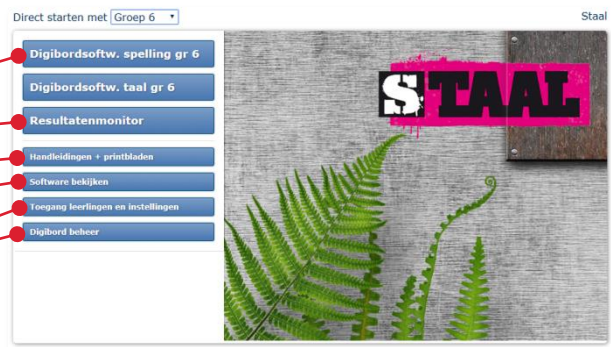 Direct starten met Groep 6
Staal
Digibordsoftw. spelling gr 6
Digibordsoftw. taal gr 6
Resultatenmonitor
Handleidingen + printbladen
Software bekijken
Toegang leerlingen en instellingen
Digibord beheer
STAAL